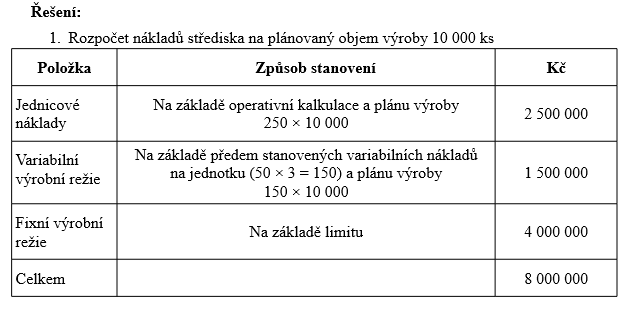 Řešení:
1. Rozpočet nákladů střediska na plánovaný objem výroby 10 000 ks
Položka
Způsob stanovení
Kč
Jednicové
náklady
Na základě operativní kalkulace a plánu výroby
250 × 10 000
2 500 000
Variabilní
výrobní režie
Na základě předem stanovených variabilních nákladů
na jednotku (50 × 3 = 150) a plánu výroby
150 × 10 000
1 500 000
Fixní výrobní
režie
Na základě limitu
4 000 000
Celkem
8 000 000